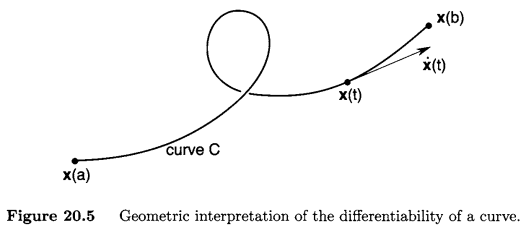 x(b)
ẋ(t)
x(t)
curve C
x(a)
Figure 20.5 Geometric interpretation of the differentiability of a curve.